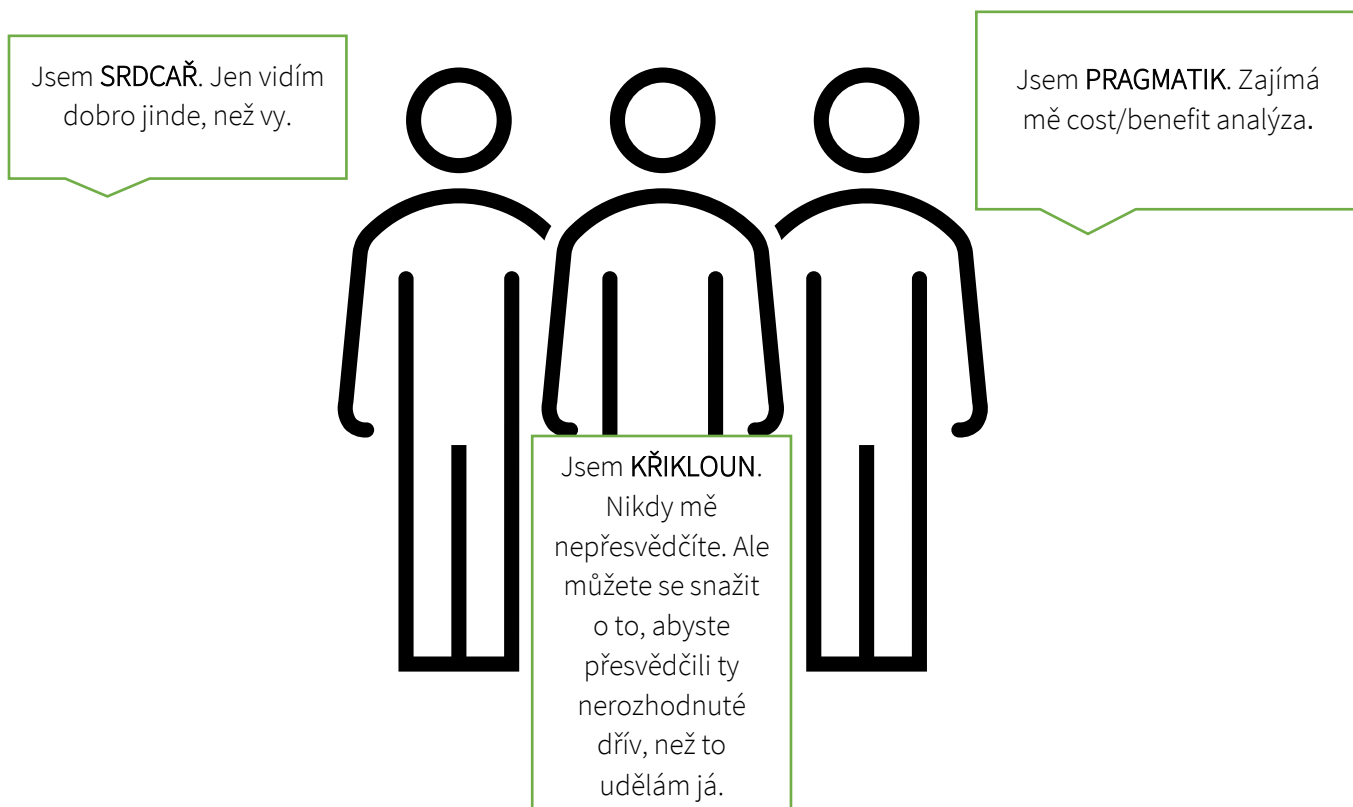 Jsem SRDCAŘ. Jen vidím
dobro jinde, než vy.
Jsem PRAGMATIK. Zajímá
mě cost/benefit analýza.
Jsem KŘIKLOUN.
Nikdy mě
nepřesvědčíte. Ale
můžete se snažit
o to, abyste
přesvědčili ty
nerozhodnuté
dřív, než to
udělám já.